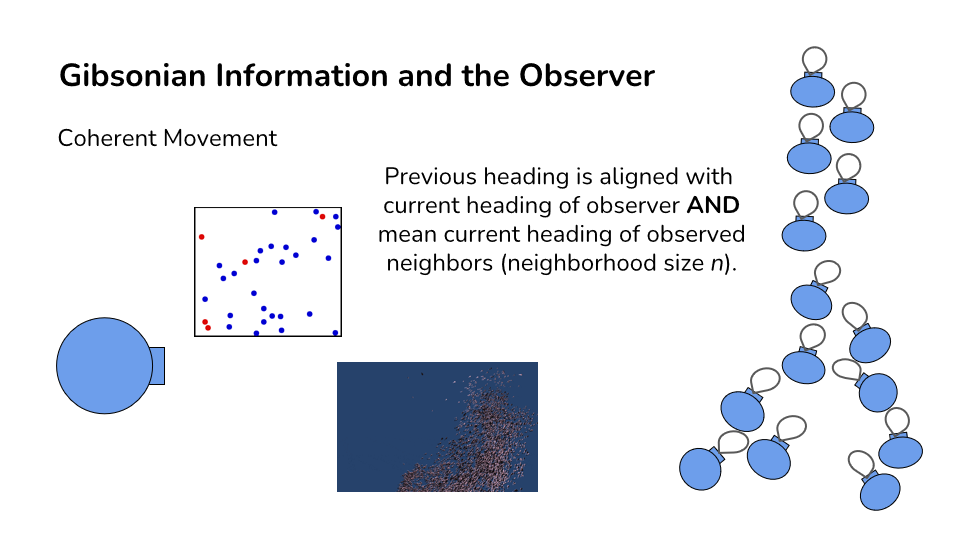 Gibsonian Information and the Observer
Coherent Movement
Previous heading is aligned with
current heading of observer AND
mean current heading of observed
neighbors (neighborhood size n).